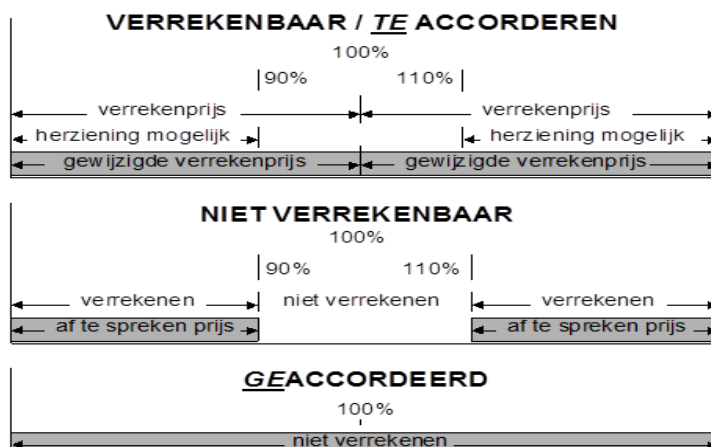 VERREKENBAAR / TE ACCORDEREN
100%
90% 110%
verrekenprijs verrekenprijs
herziening mogelijk herziening mogelijk
gewijzigde verrekenprijs gewijzigde verrekenprijs
NIET VERREKENBAAR
100%
90% 110%
verrekenen niet verrekenen verrekenen
af te spreken prijs af te spreken prijs
GEACCORDEERD
100%
niet verrekenen